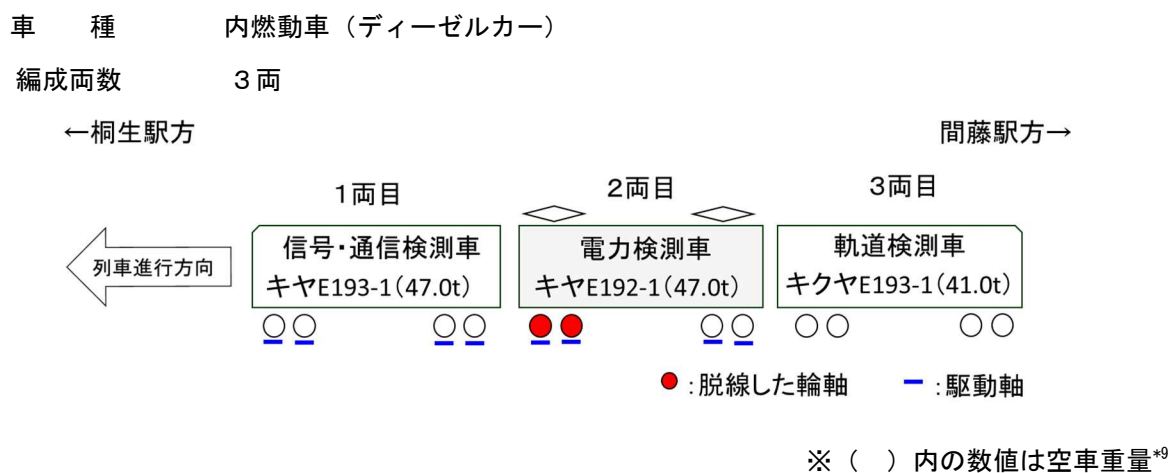 車　　種　　　　内燃動車（ディーゼルカー）
編成両数　　　　３両
←桐生駅方　　間藤駅方→
1両目　　2両目　　3両目
列車進行方向
信号・通信検測車　　電力検測車　　軌道検測車
キヤE193-1(47.0t)　　キヤE192-1(47.0t)　　キクヤE193-1(41.0t)
:脱線した輪軸　　:駆動軸
※（　）内の数値は空車重量*9